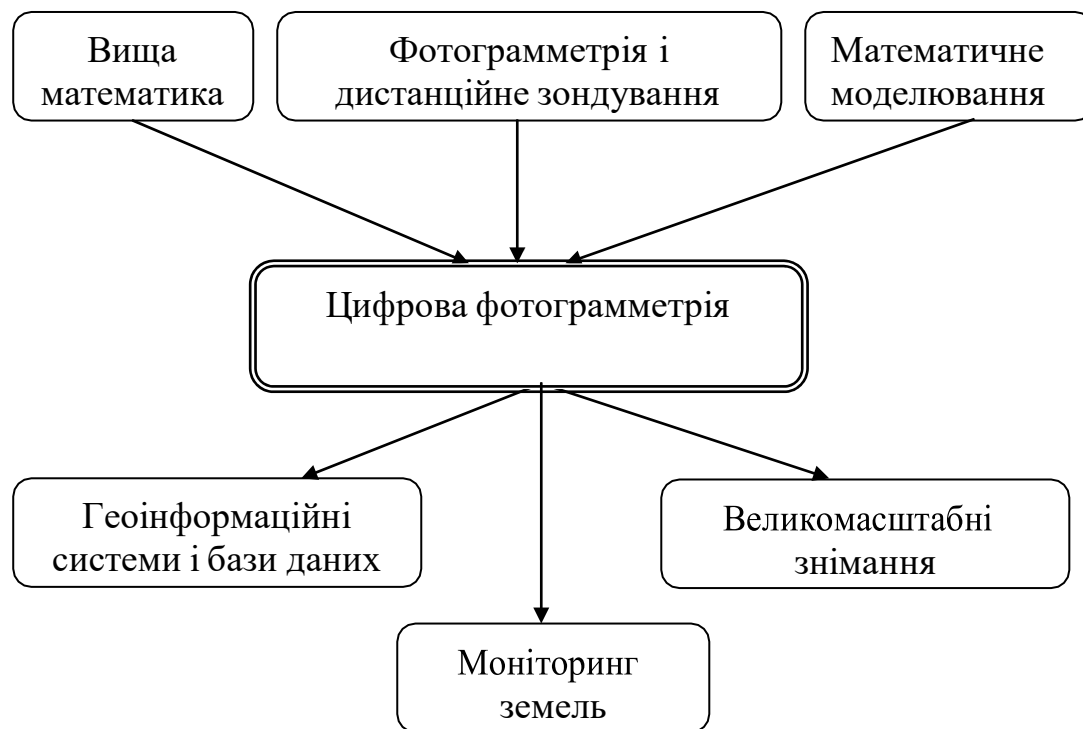 Вища
математика
Фотограмметрія і
дистанційне зондування
Математичне
моделювання
Цифрова фотограмметрія
Геоінформаційні
системи і бази даних
Великомасштабні
знімання
Моніторинг
земель